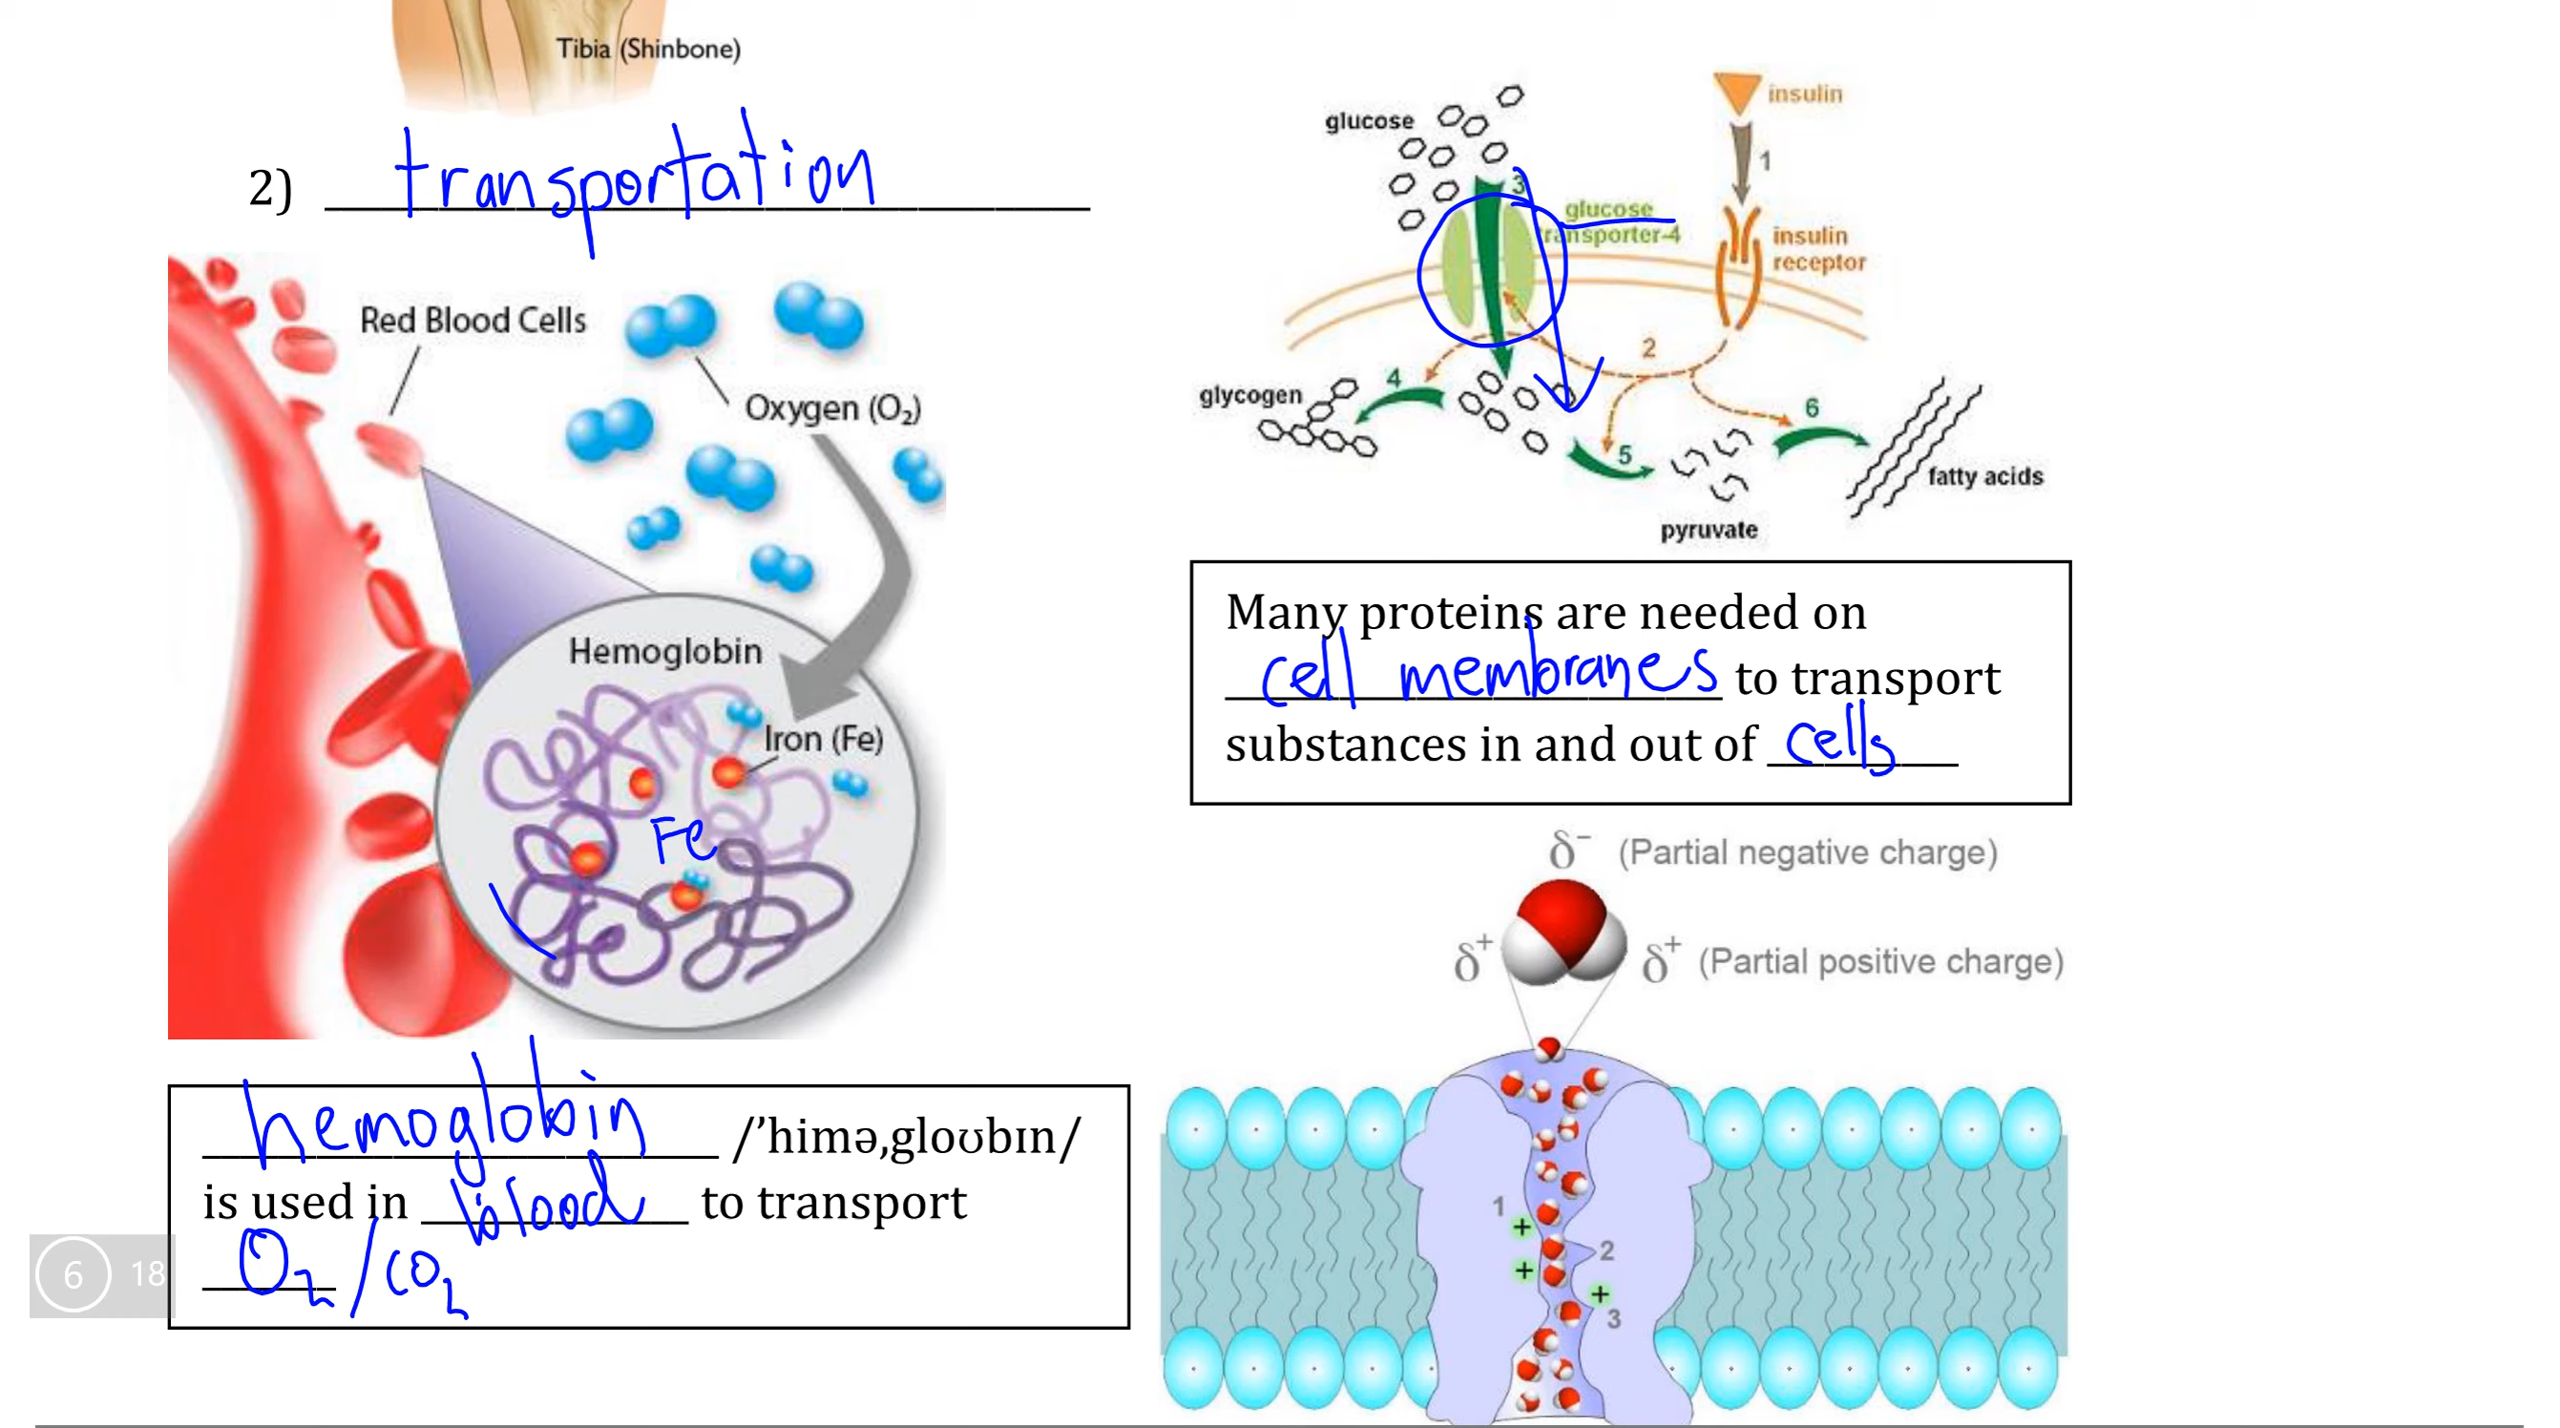 Tibia (Shinbone)
2) transportation
Red Blood Cells
Oxygen (O₂)
Hemoglobin
Iron (Fe)
Fe
hemoglobin /ˈhimə,gloʊbɪn/
is used in blood to transport
O₂/CO₂
6 18
insulin
glucose
1
3
glucose
transporter-4
insulin
receptor
2
glycogen
4
5
6
fatty acids
pyruvate
Many proteins are needed on
cell membranes to transport
substances in and out of cells
δ⁻ (Partial negative charge)
δ⁺
δ⁺ (Partial positive charge)
1
+
2
+
+
3